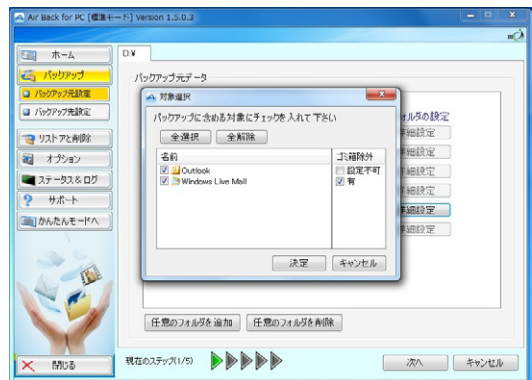 Air Back for PC [標準モード] Version 1.5.0.3
ホーム
バックアップ
バックアップ元設定
バックアップ先設定
リストアと削除
オプション
ステータス&ログ
サポート
かんたんモードへ
閉じる
D:¥
バックアップ元データ
対象選択
バックアップに含める対象にチェックを入れて下さい
全選択
全解除
名前
ゴミ箱除外
Outlook
設定不可
Windows Live Mail
有
決定
キャンセル
ォルダの設定
詳細設定
詳細設定
詳細設定
詳細設定
詳細設定
詳細設定
任意のフォルダを追加
任意のフォルダを削除
現在のステップ(1/5)
次へ
キャンセル